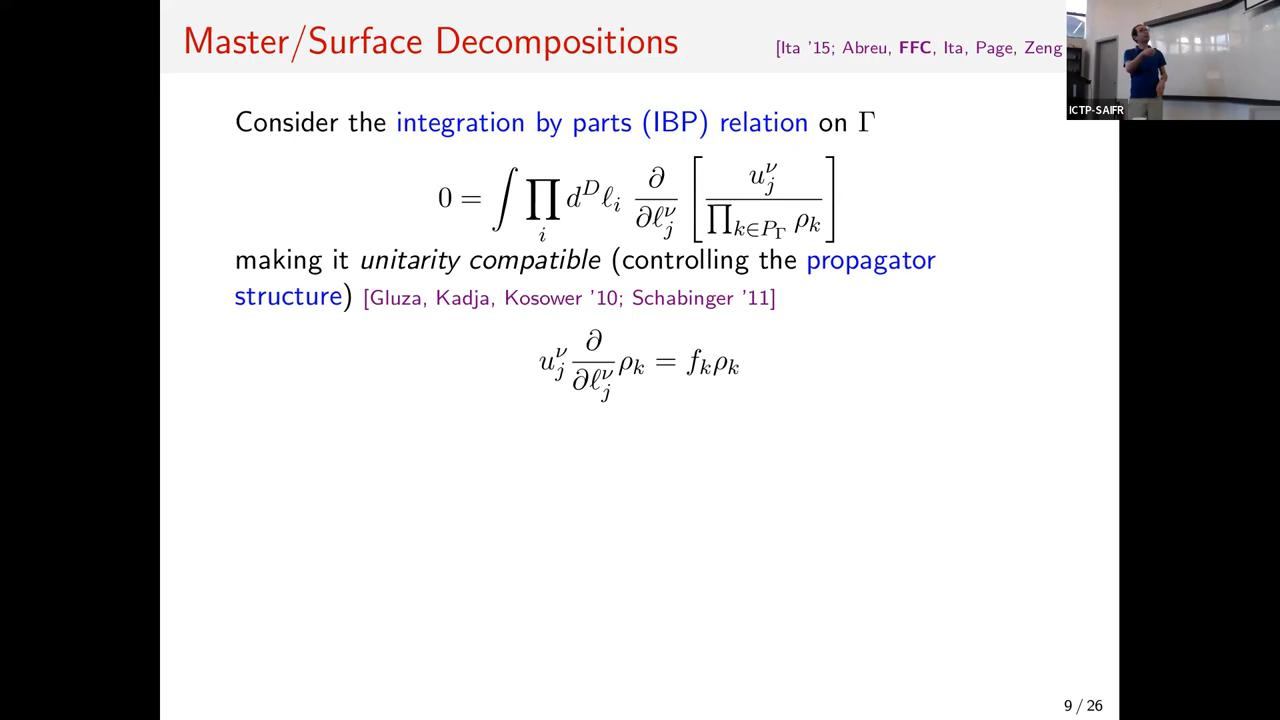 Master/Surface Decompositions
[Ita '15; Abreu, FFC, Ita, Page, Zeng
ICTP-SAIFR
Consider the integration by parts (IBP) relation on Γ
0 = ∫ ∏_i d^D ℓ_i ∂/∂ℓ_j^ν [ u_j^ν / ∏_{k∈P_Γ} ρ_k ]
making it unitarity compatible (controlling the propagator
structure) [Gluza, Kadja, Kosower '10; Schabinger '11]
u_j^ν ∂/∂ℓ_j^ν ρ_k = f_k ρ_k
9 / 26